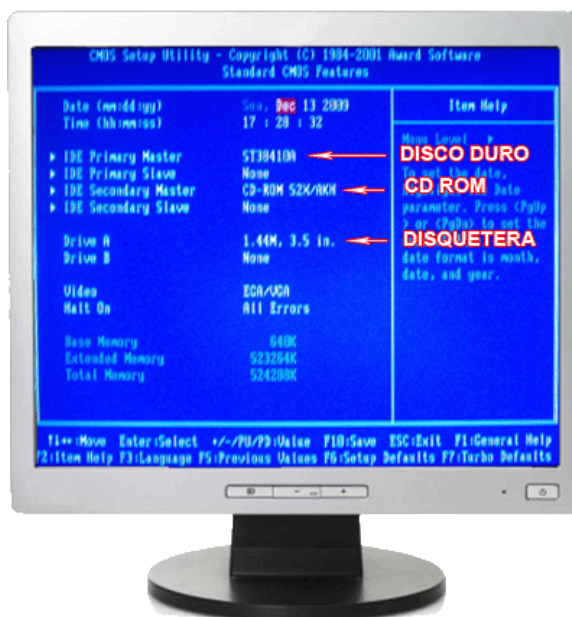 CMOS Setup Utility - Copyright (C) 1984-2001 Award Software
Standard CMOS Features
Date (mm:dd:yy) Sun, Dec 13 2009
Time (hh:mm:ss) 17 : 28 : 32
IDE Primary Master ST38410A
IDE Primary Slave None
IDE Secondary Master CD-ROM 52X/AKH
IDE Secondary Slave None
Drive A 1.44M, 3.5 in.
Drive B None
Video EGA/VGA
Halt On All Errors
Base Memory 640K
Extended Memory 523264K
Total Memory 524288K
Item Help
Menu Level
DISCO DURO
To set the date,
CD ROM
Date
parameter. Press (PgUp
) or (PgDn) to set the
DISQUETERA
date format is month,
date, and year.
↑↓↔:Move Enter:Select +/-/PU/PD:Value F10:Save ESC:Exit F1:General Help
F2:Item Help F3:Language F5:Previous Values F6:Setup Defaults F7:Turbo Defaults